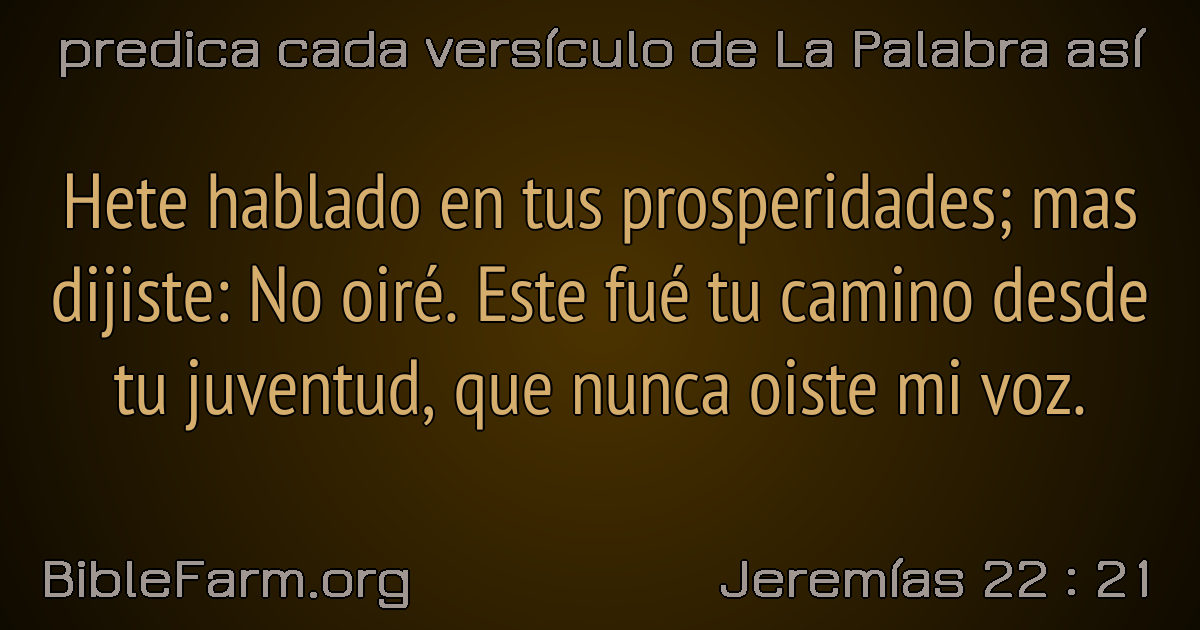 predica cada versículo de La Palabra así
Hete hablado en tus prosperidades; mas
dijiste: No oiré. Este fué tu camino desde
tu juventud, que nunca oiste mi voz.
BibleFarm.org
Jeremías 22 : 21